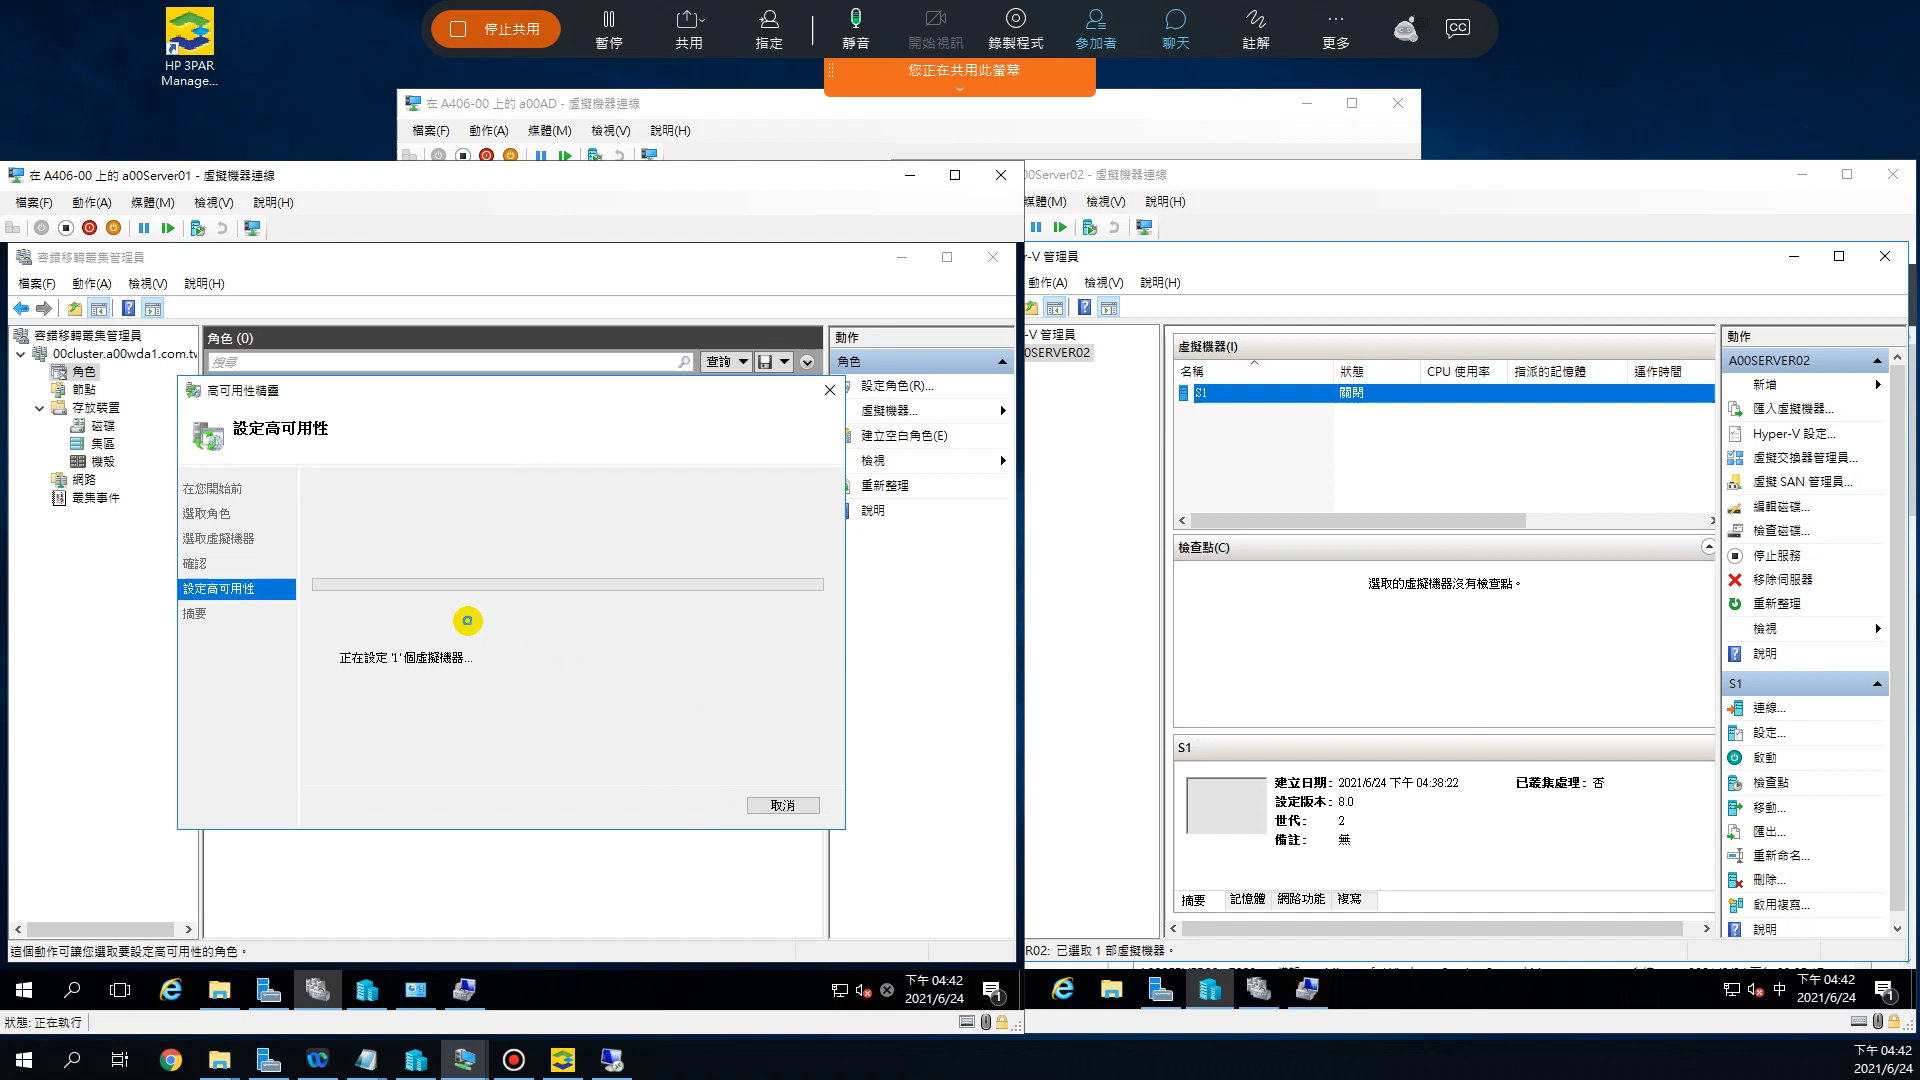 HP 3PAR
Manage...
停止共用
暫停
共用
指定
靜音
開始視訊
錄製程式
參加者
聊天
註解
更多
CC
您正在共用此螢幕
在 A406-00 上的 a00AD - 虛擬機器連線
檔案(F) 動作(A) 媒體(M) 檢視(V) 說明(H)
在 A406-00 上的 a00Server01 - 虛擬機器連線
檔案(F) 動作(A) 媒體(M) 檢視(V) 說明(H)
容錯移轉叢集管理員
檔案(F) 動作(A) 檢視(V) 說明(H)
容錯移轉叢集管理員
00cluster.a00wda1.com.tv
角色
節點
存放裝置
磁碟
集區
機殼
網路
叢集事件
角色 (0)
搜尋
查詢
動作
角色
設定角色(R)...
虛擬機器...
建立空白角色(E)
檢視
重新整理
說明
高可用性精靈
設定高可用性
在您開始前
選取角色
選取虛擬機器
確認
設定高可用性
摘要
正在設定 '1' 個虛擬機器...
取消
這個動作可讓您選取要設定高可用性的角色。
下午 04:42
2021/6/24
1
狀態: 正在執行
00Server02 - 虛擬機器連線
媒體(M) 檢視(V) 說明(H)
r-V 管理員
動作(A) 檢視(V) 說明(H)
-V 管理員
0SERVER02
虛擬機器(I)
名稱 狀態 CPU 使用率 指派的記憶體 運作時間
S1 關閉
檢查點(C)
選取的虛擬機器沒有檢查點。
S1
建立日期: 2021/6/24 下午 04:38:22 已叢集處理: 否
設定版本: 8.0
世代: 2
備註: 無
摘要 記憶體 網路功能 複寫
動作
A00SERVER02
新增
匯入虛擬機器...
Hyper-V 設定...
虛擬交換器管理員...
虛擬 SAN 管理員...
編輯磁碟...
檢查磁碟...
停止服務
移除伺服器
重新整理
檢視
說明
S1
連線...
設定...
啟動
檢查點
移動...
匯出...
重新命名...
刪除...
啟用複寫...
說明
R02: 已選取 1 部虛擬機器。
中
下午 04:42
2021/6/24
1
下午 04:42
2021/6/24